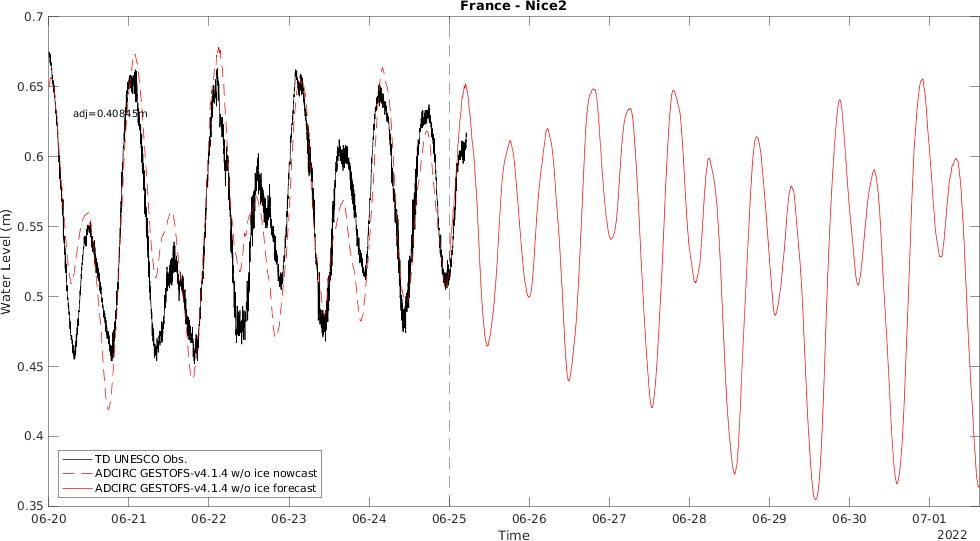 France - Nice2
0.7
0.65
0.6
0.55
0.5
0.45
0.4
0.35
Water Level (m)
adj=0.40845m
TD UNESCO Obs.
ADCIRC GESTOFS-v4.1.4 w/o ice nowcast
ADCIRC GESTOFS-v4.1.4 w/o ice forecast
06-20 06-21 06-22 06-23 06-24 06-25 06-26 06-27 06-28 06-29 06-30 07-01
2022
Time